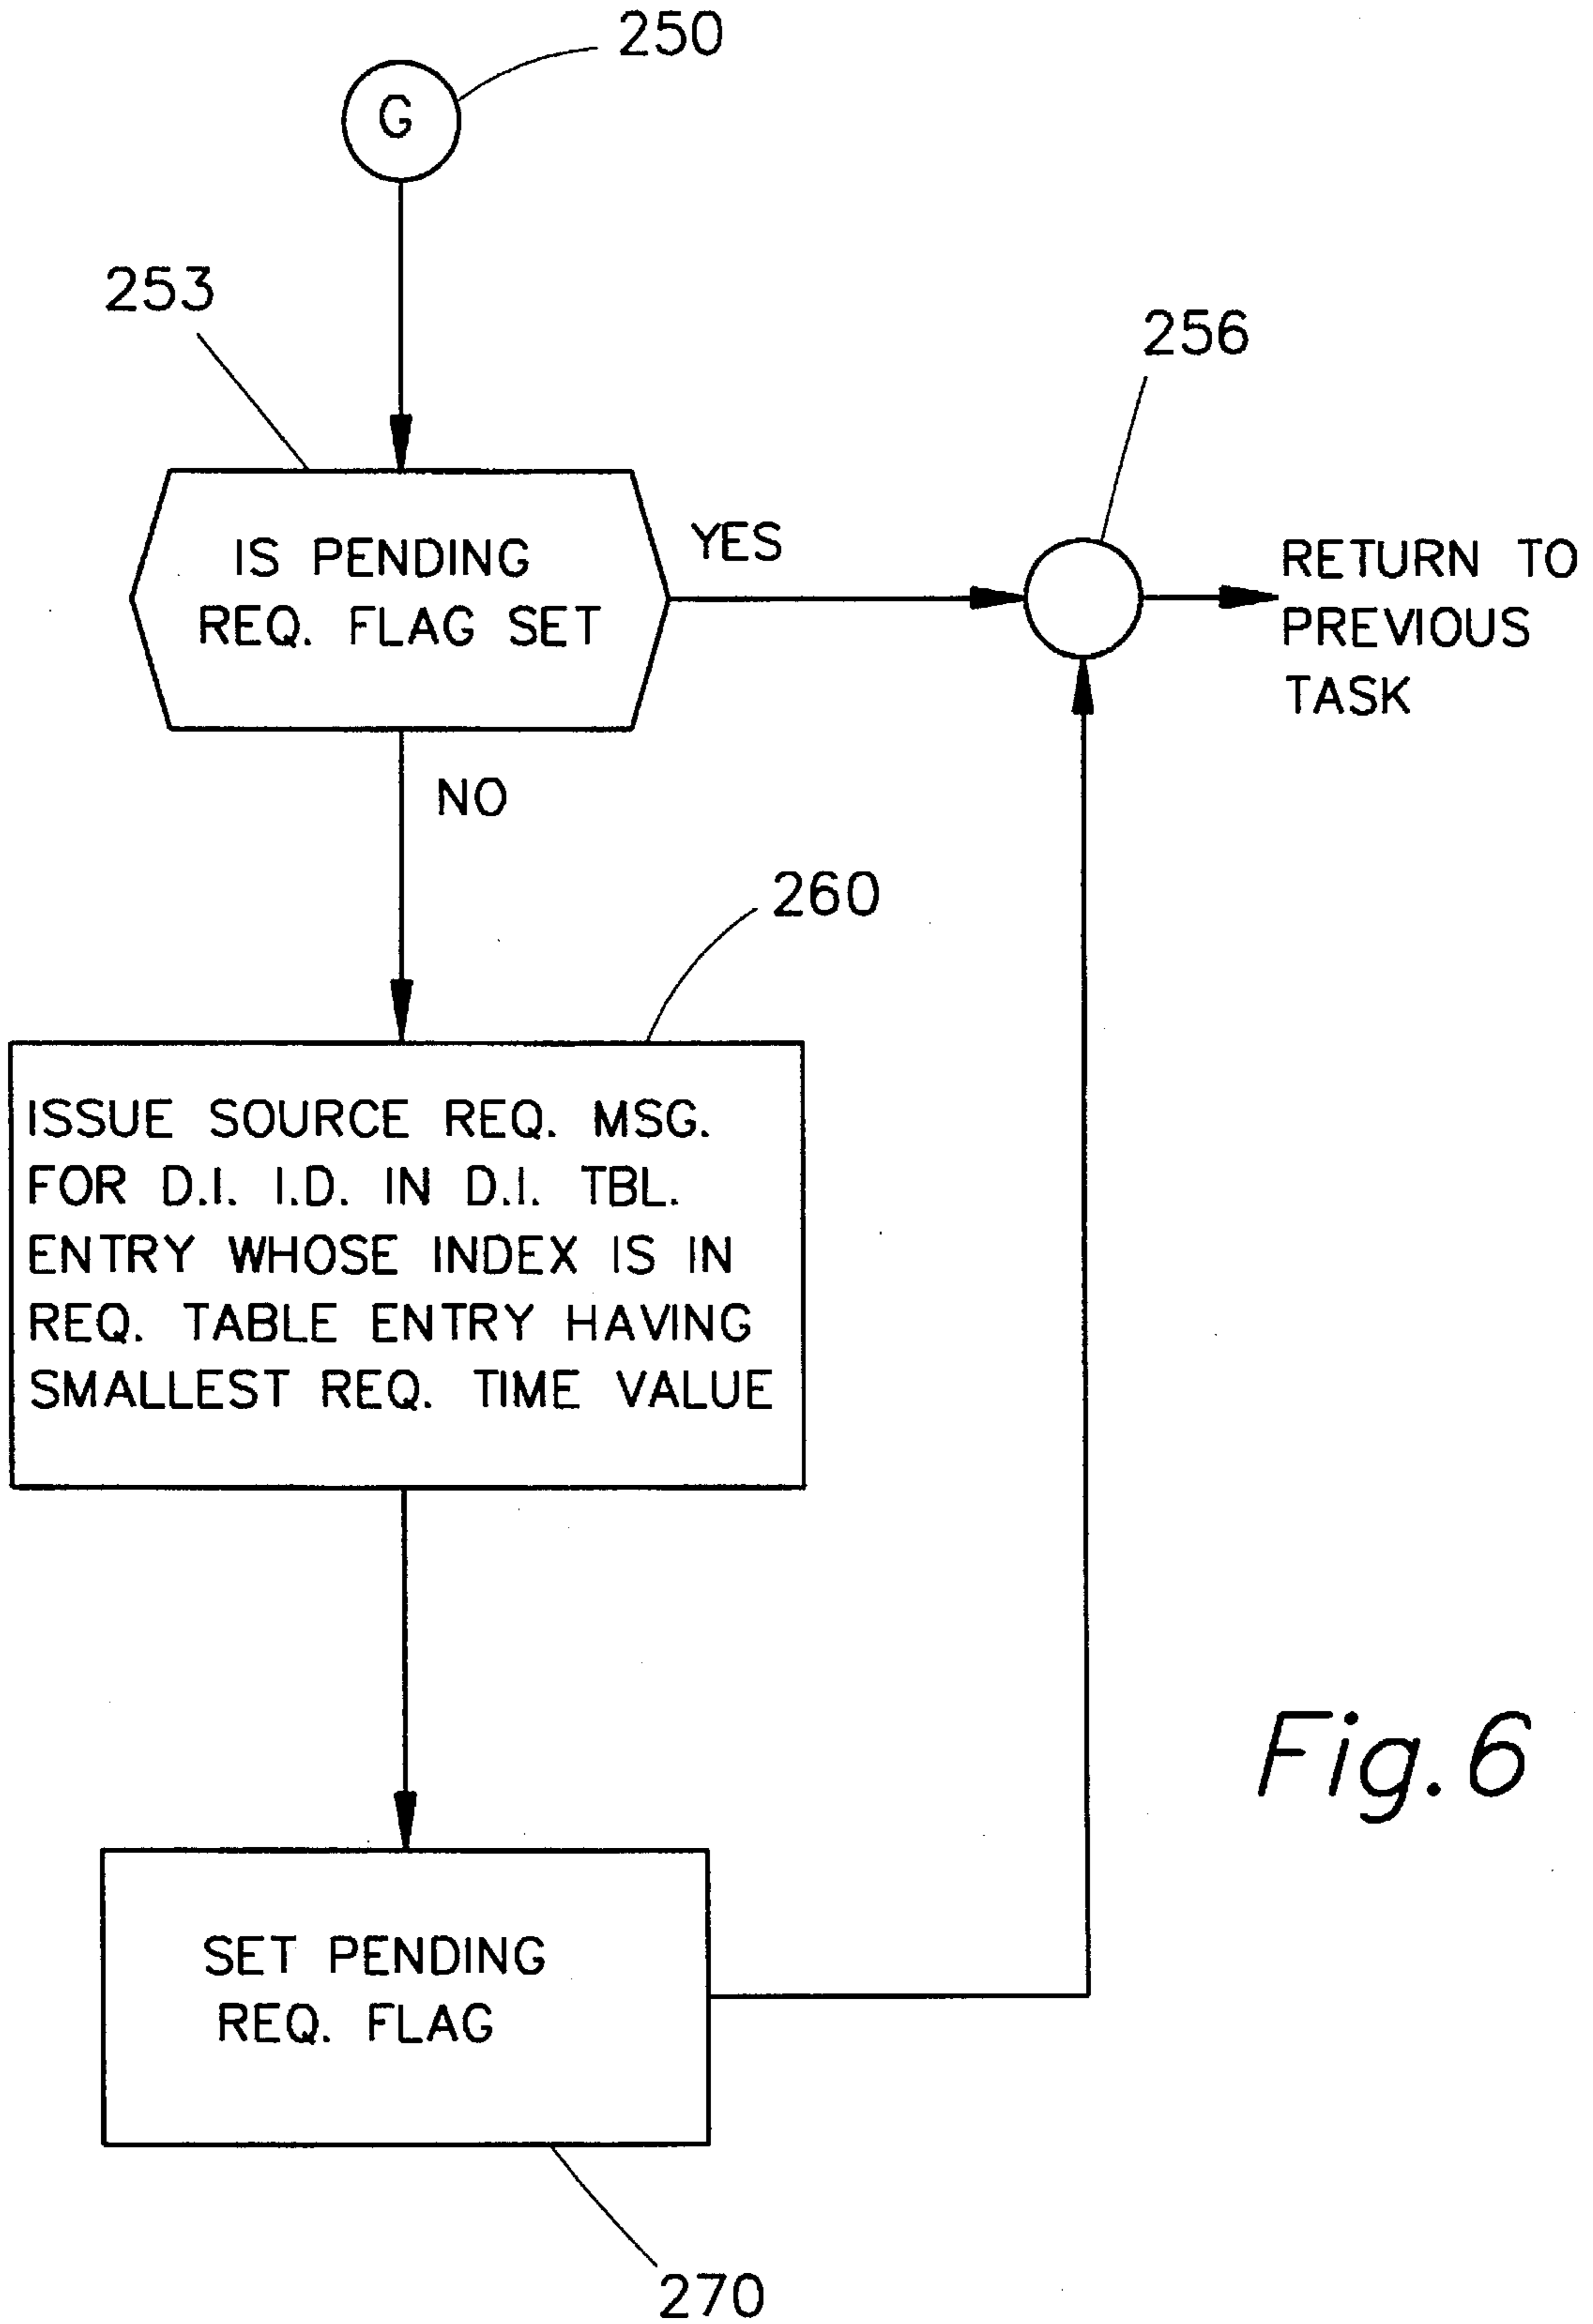 250
G
253
256
IS PENDING
REQ. FLAG SET
YES
RETURN TO
PREVIOUS
TASK
NO
260
ISSUE SOURCE REQ. MSG.
FOR D.I. I.D. IN D.I. TBL.
ENTRY WHOSE INDEX IS IN
REQ. TABLE ENTRY HAVING
SMALLEST REQ. TIME VALUE
Fig. 6
SET PENDING
REQ. FLAG
270